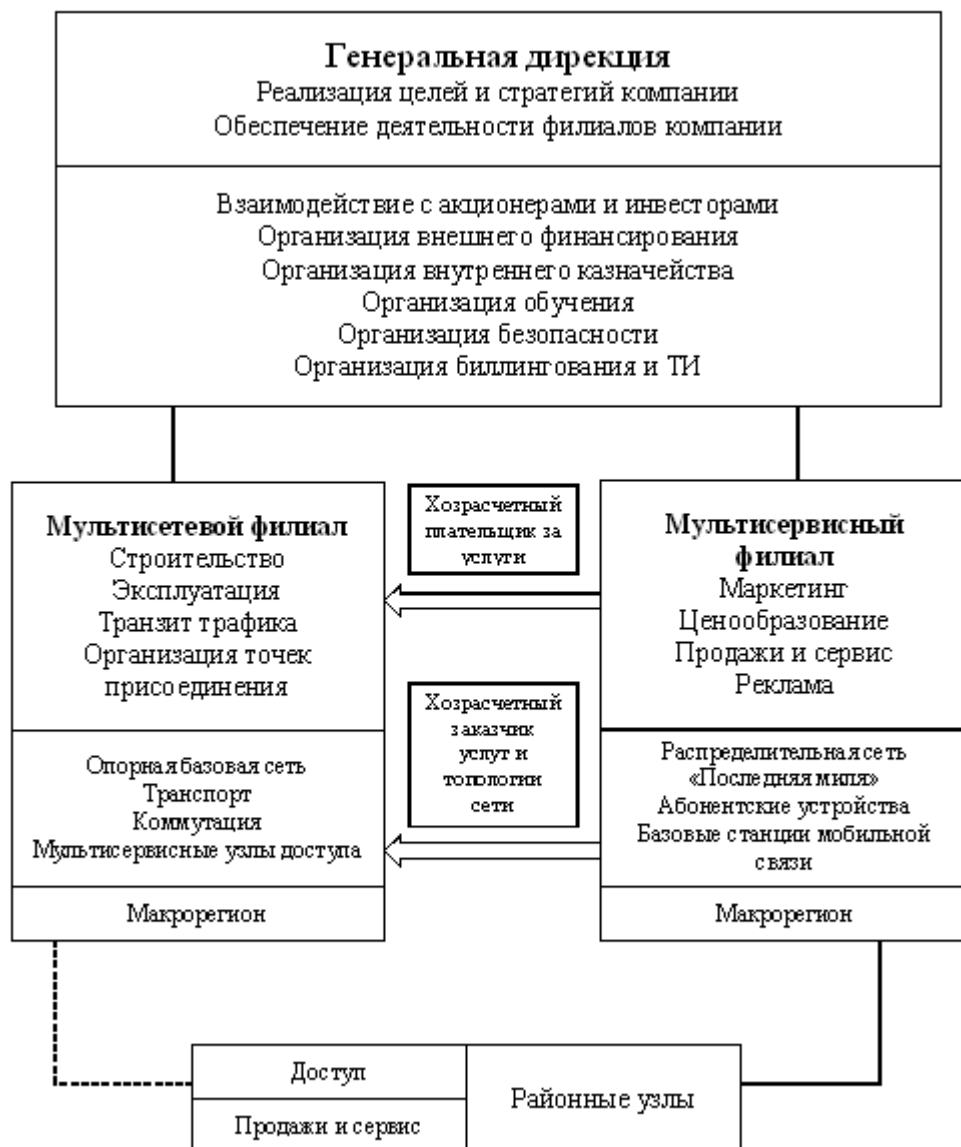 Генеральная дирекция
Реализация целей и стратегий компании
Обеспечение деятельности филиалов компании
Взаимодействие с акционерами и инвесторами
Организация внешнего финансирования
Организация внутреннего казначейства
Организация обучения
Организация безопасности
Организация биллингования и ТИ
Мультисетевой филиал
Строительство
Эксплуатация
Транзит трафика
Организация точек
присоединения
Опорная базовая сеть
Транспорт
Коммутация
Мультисервисные узлы доступа
Макрорегион
Хозрасчетный
плательщик за
услуги
Хозрасчетный
заказчик
услуг и
топологии
сети
Мультисервисный
филиал
Маркетинг
Ценообразование
Продажи и сервис
Реклама
Распределительная сеть
«Последняя миля»
Абонентские устройства
Базовые станции мобильной
связи
Макрорегион
Доступ
Продажи и сервис
Районные узлы